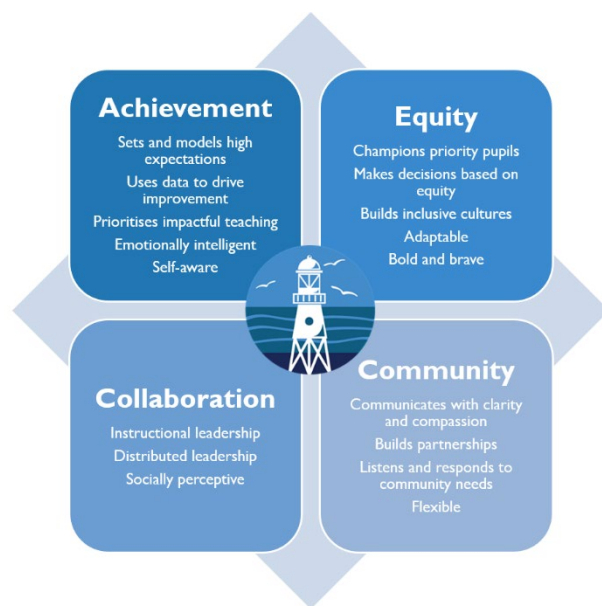 Achievement
Sets and models high
expectations
Uses data to drive
improvement
Prioritises impactful teaching
Emotionally intelligent
Self-aware
Equity
Champions priority pupils
Makes decisions based on
equity
Builds inclusive cultures
Adaptable
Bold and brave
Collaboration
Instructional leadership
Distributed leadership
Socially perceptive
Community
Communicates with clarity
and compassion
Builds partnerships
Listens and responds to
community needs
Flexible